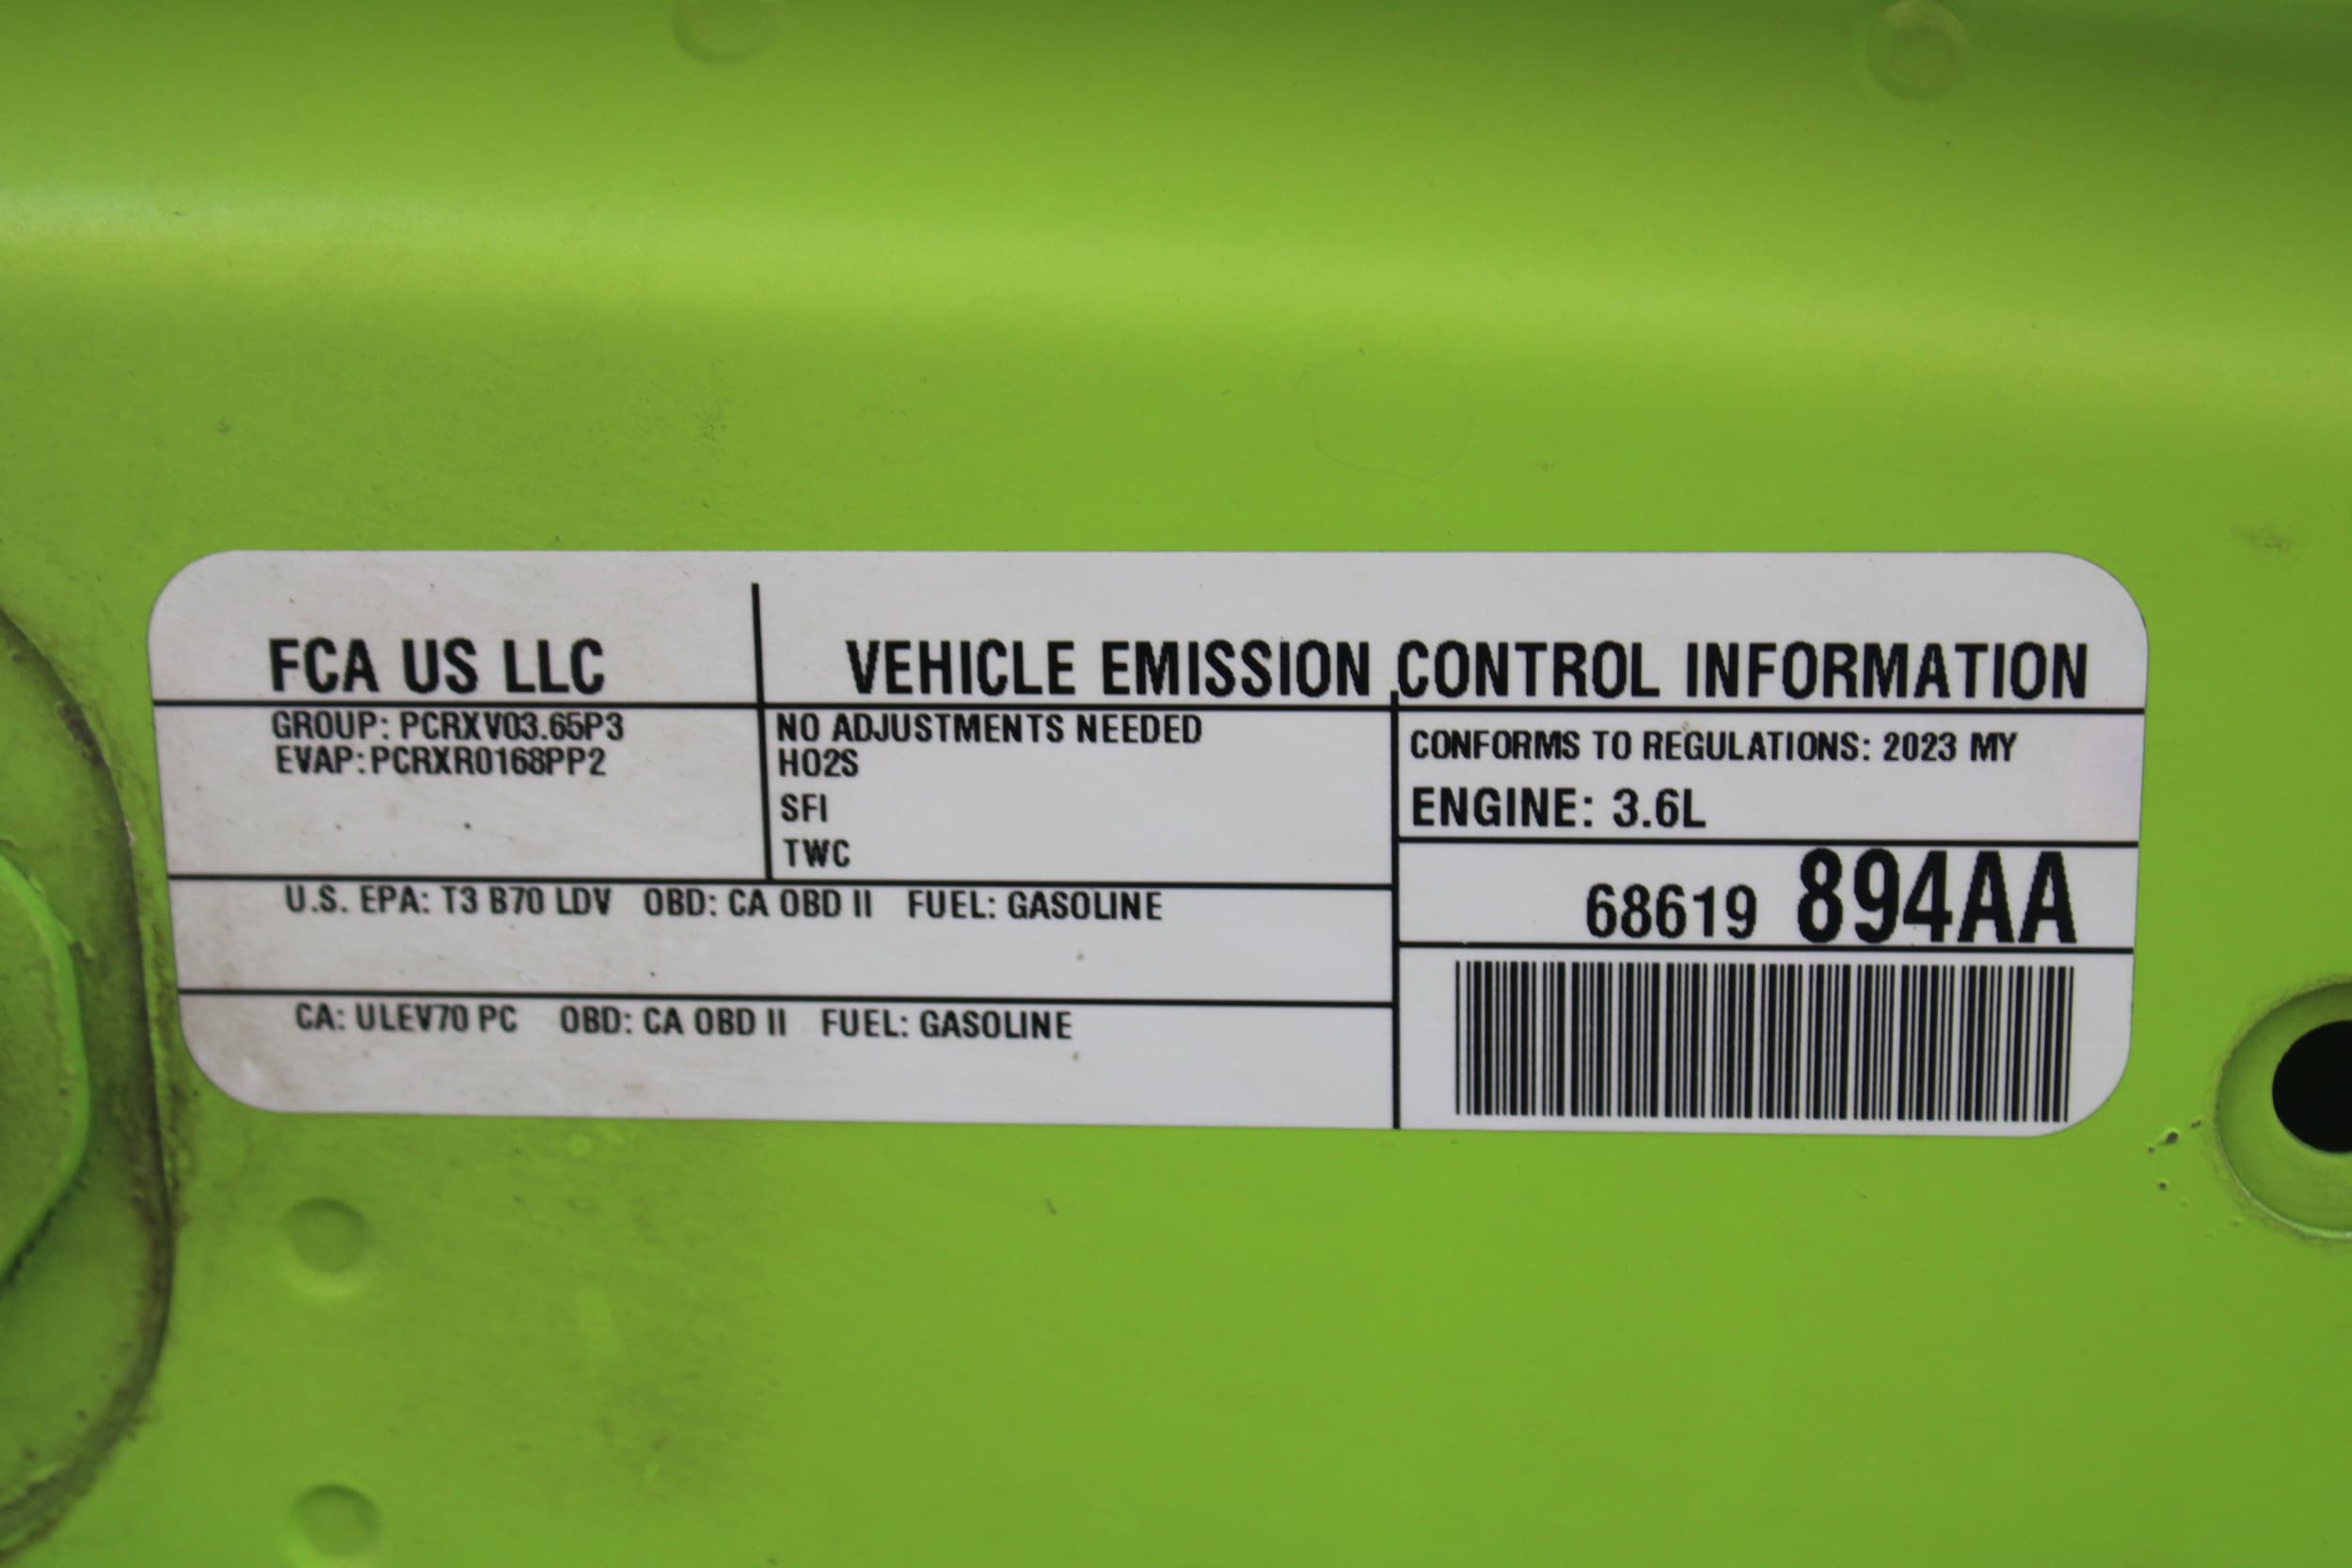 FCA US LLC
VEHICLE EMISSION CONTROL INFORMATION
GROUP: PCRXV03.65P3
EVAP: PCRXR0168PP2
NO ADJUSTMENTS NEEDED
HO2S
SFI
TWC
CONFORMS TO REGULATIONS: 2023 MY
ENGINE: 3.6L
68619 894AA
U.S. EPA: T3 B70 LDV OBD: CA OBD II FUEL: GASOLINE
CA: ULEV70 PC OBD: CA OBD II FUEL: GASOLINE